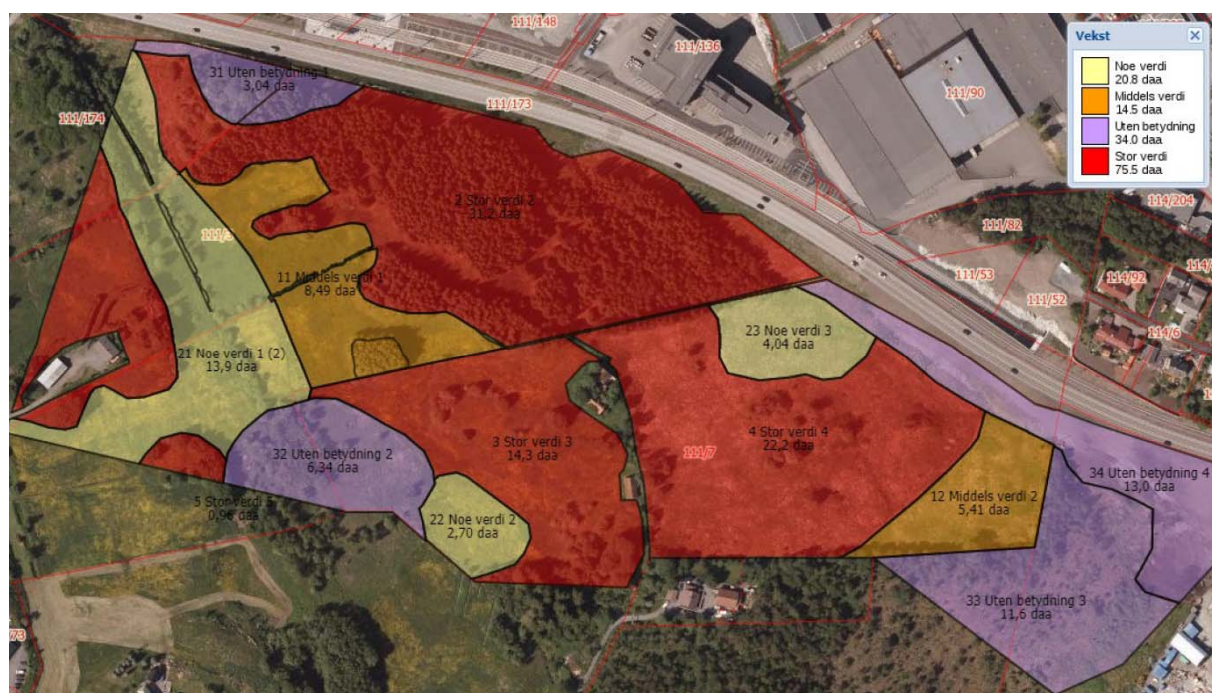 111/148
111/136
111/173
111/90
Vekst
Noe verdi
20.8 daa
Middels verdi
14.5 daa
Uten betydning
34.0 daa
Stor verdi
75.5 daa
31 Uten betydning 1
3,04 daa
111/174
114/204
2 Stor verdi 2
31,2 daa
111/82
11 Middels verdi 1
8,49 daa
111/53
111/52
114/92
114/6
21 Noe verdi 1 (2)
13,9 daa
23 Noe verdi 3
4,04 daa
3 Stor verdi 3
14,3 daa
4 Stor verdi 4
22,2 daa
111/7
32 Uten betydning 2
6,34 daa
34 Uten betydning 4
13,0 daa
5 Stor verdi 5
0,96 daa
12 Middels verdi 2
5,41 daa
22 Noe verdi 2
2,70 daa
33 Uten betydning 3
11,6 daa
73